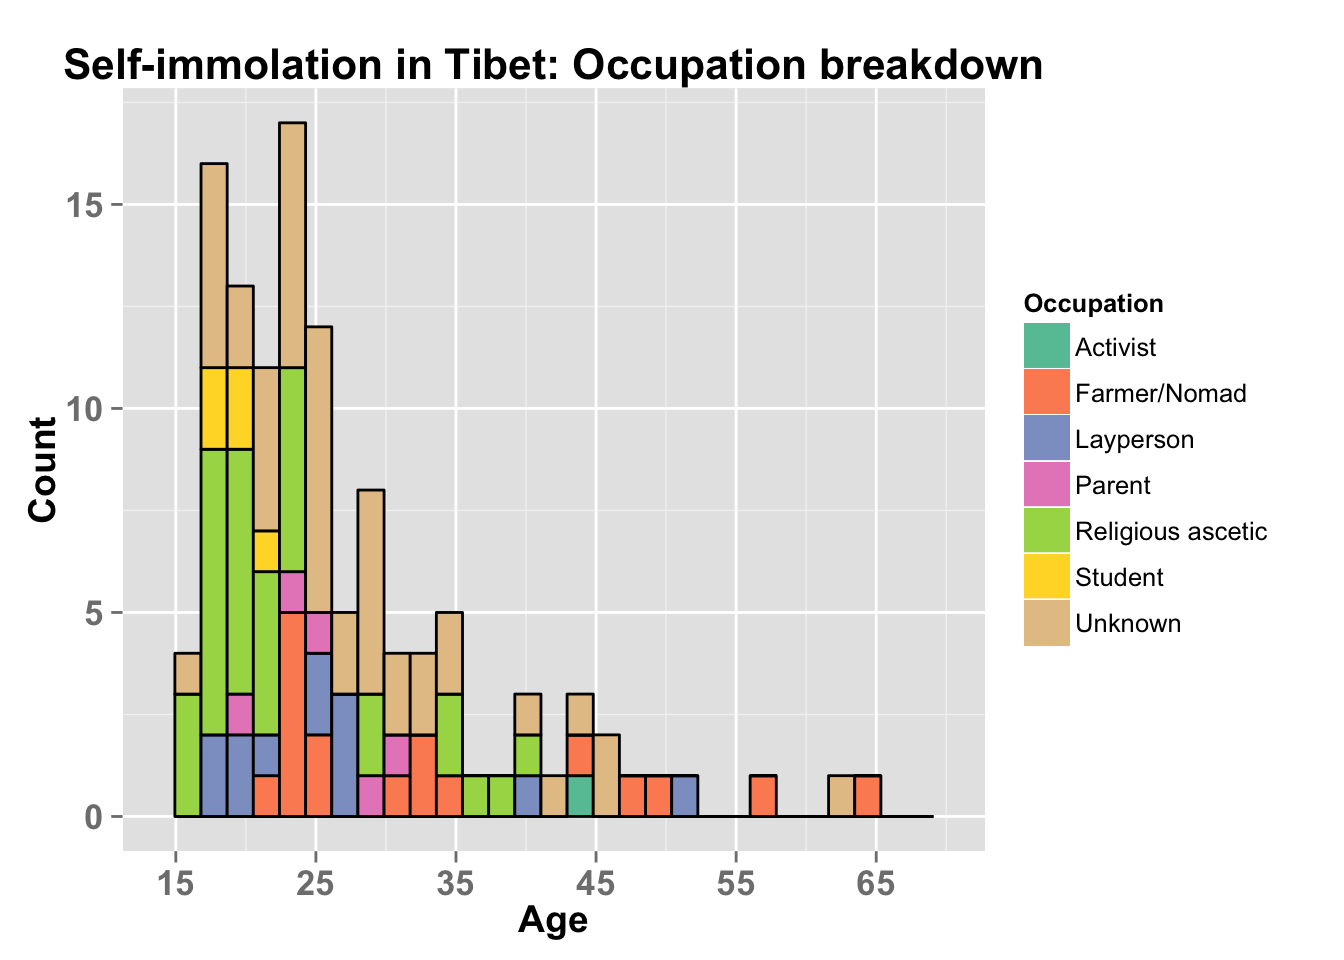 Self-immolation in Tibet: Occupation breakdown
15
10
5
0
Count
15 25 35 45 55 65
Age
Occupation
Activist
Farmer/Nomad
Layperson
Parent
Religious ascetic
Student
Unknown